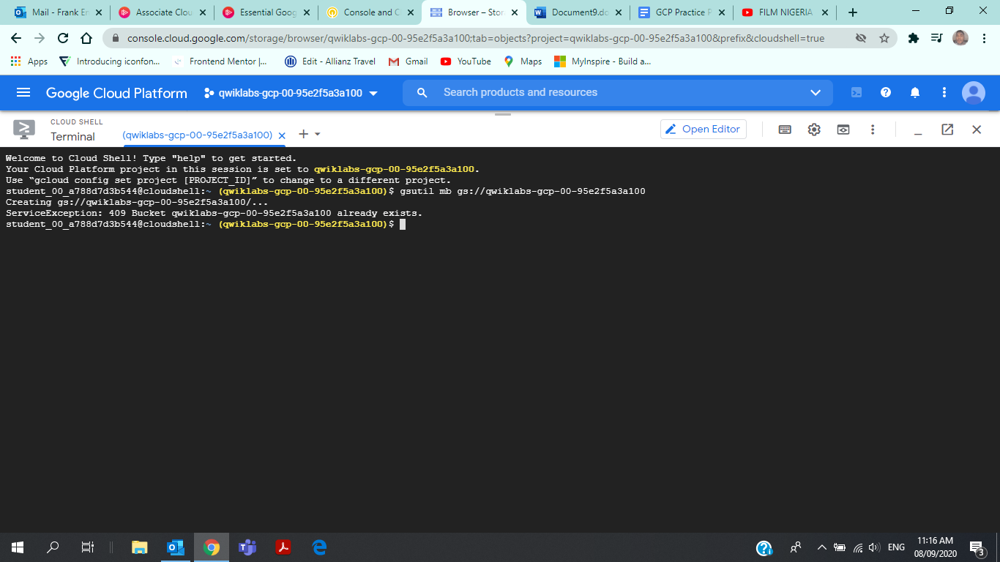 Mail - Frank En
Associate Clou
Essential Goog
Console and C
Browser – Stor
Document9.do
GCP Practice P
FILM NIGERIA
console.cloud.google.com/storage/browser/qwiklabs-gcp-00-95e2f5a3a100;tab=objects?project=qwiklabs-gcp-00-95e2f5a3a100&prefix&cloudshell=true
Apps
Introducing iconfon...
Frontend Mentor |...
Edit - Allianz Travel
Gmail
YouTube
Maps
MyInspire - Build a...
Google Cloud Platform
qwiklabs-gcp-00-95e2f5a3a100
Search products and resources
CLOUD SHELL
Terminal
(qwiklabs-gcp-00-95e2f5a3a100)
Open Editor
Welcome to Cloud Shell! Type "help" to get started.
Your Cloud Platform project in this session is set to qwiklabs-gcp-00-95e2f5a3a100.
Use “gcloud config set project [PROJECT_ID]” to change to a different project.
student_00_a788d7d3b544@cloudshell:~ (qwiklabs-gcp-00-95e2f5a3a100)$ gsutil mb gs://qwiklabs-gcp-00-95e2f5a3a100
Creating gs://qwiklabs-gcp-00-95e2f5a3a100/...
ServiceException: 409 Bucket qwiklabs-gcp-00-95e2f5a3a100 already exists.
student_00_a788d7d3b544@cloudshell:~ (qwiklabs-gcp-00-95e2f5a3a100)$
ENG
11:16 AM
08/09/2020
3